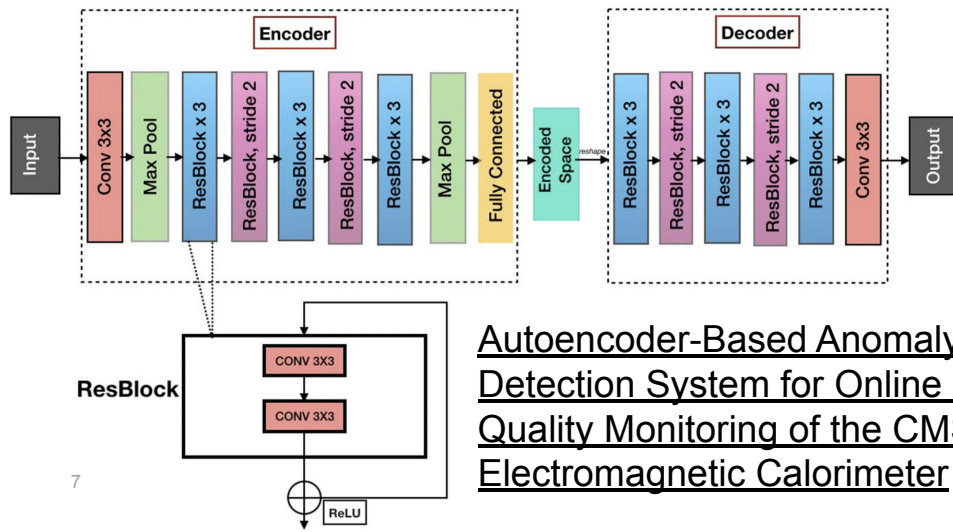 Encoder
Decoder
Input
Conv 3x3
Max Pool
ResBlock x 3
ResBlock, stride 2
ResBlock x 3
ResBlock, stride 2
ResBlock x 3
Max Pool
Fully Connected
Encoded
Space
reshape
ResBlock x 3
ResBlock, stride 2
ResBlock x 3
ResBlock, stride 2
ResBlock x 3
Conv 3x3
Output
ResBlock
CONV 3X3
CONV 3X3
ReLU
Autoencoder-Based Anomaly
Detection System for Online
Quality Monitoring of the CMS
Electromagnetic Calorimeter
7